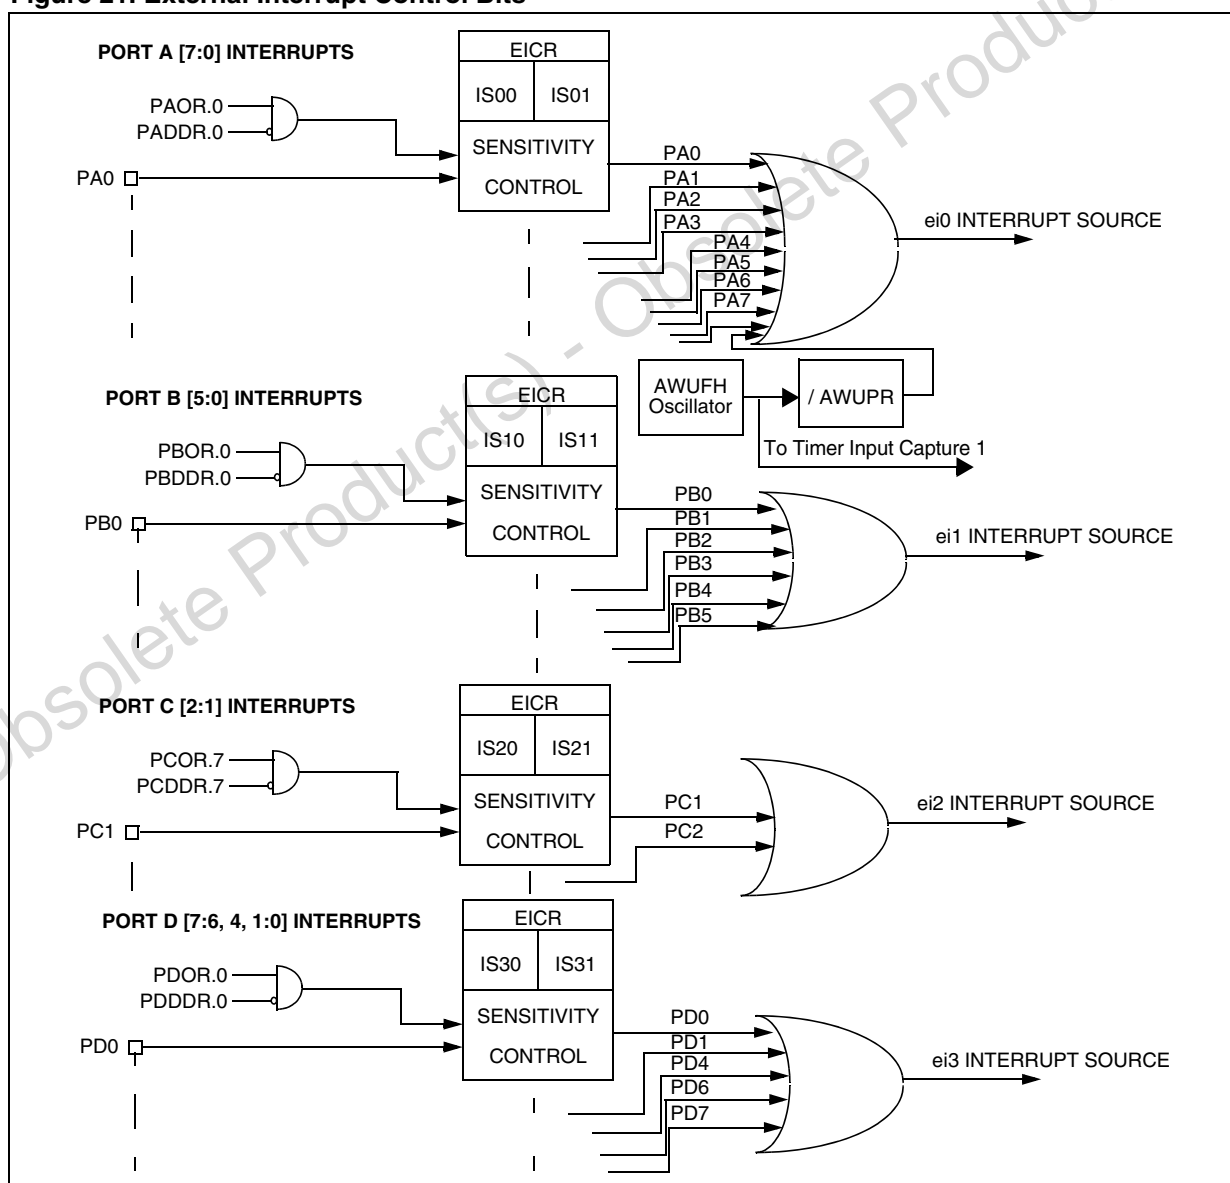 Figure 21. External Interrupt Control Bits
PORT A [7:0] INTERRUPTS
EICR
IS00 IS01
SENSITIVITY
CONTROL
PAOR.0
PADDR.0
PA0
PA0
PA1
PA2
PA3
PA4
PA5
PA6
PA7
ei0 INTERRUPT SOURCE
AWUFH
Oscillator
/ AWUPR
To Timer Input Capture 1
PORT B [5:0] INTERRUPTS
EICR
IS10 IS11
SENSITIVITY
CONTROL
PBOR.0
PBDDR.0
PB0
PB0
PB1
PB2
PB3
PB4
PB5
ei1 INTERRUPT SOURCE
PORT C [2:1] INTERRUPTS
EICR
IS20 IS21
SENSITIVITY
CONTROL
PCOR.7
PCDDR.7
PC1
PC1
PC2
ei2 INTERRUPT SOURCE
PORT D [7:6, 4, 1:0] INTERRUPTS
EICR
IS30 IS31
SENSITIVITY
CONTROL
PDOR.0
PDDDR.0
PD0
PD0
PD1
PD4
PD6
PD7
ei3 INTERRUPT SOURCE
Obsolete Product(s) - Obsolete Produc